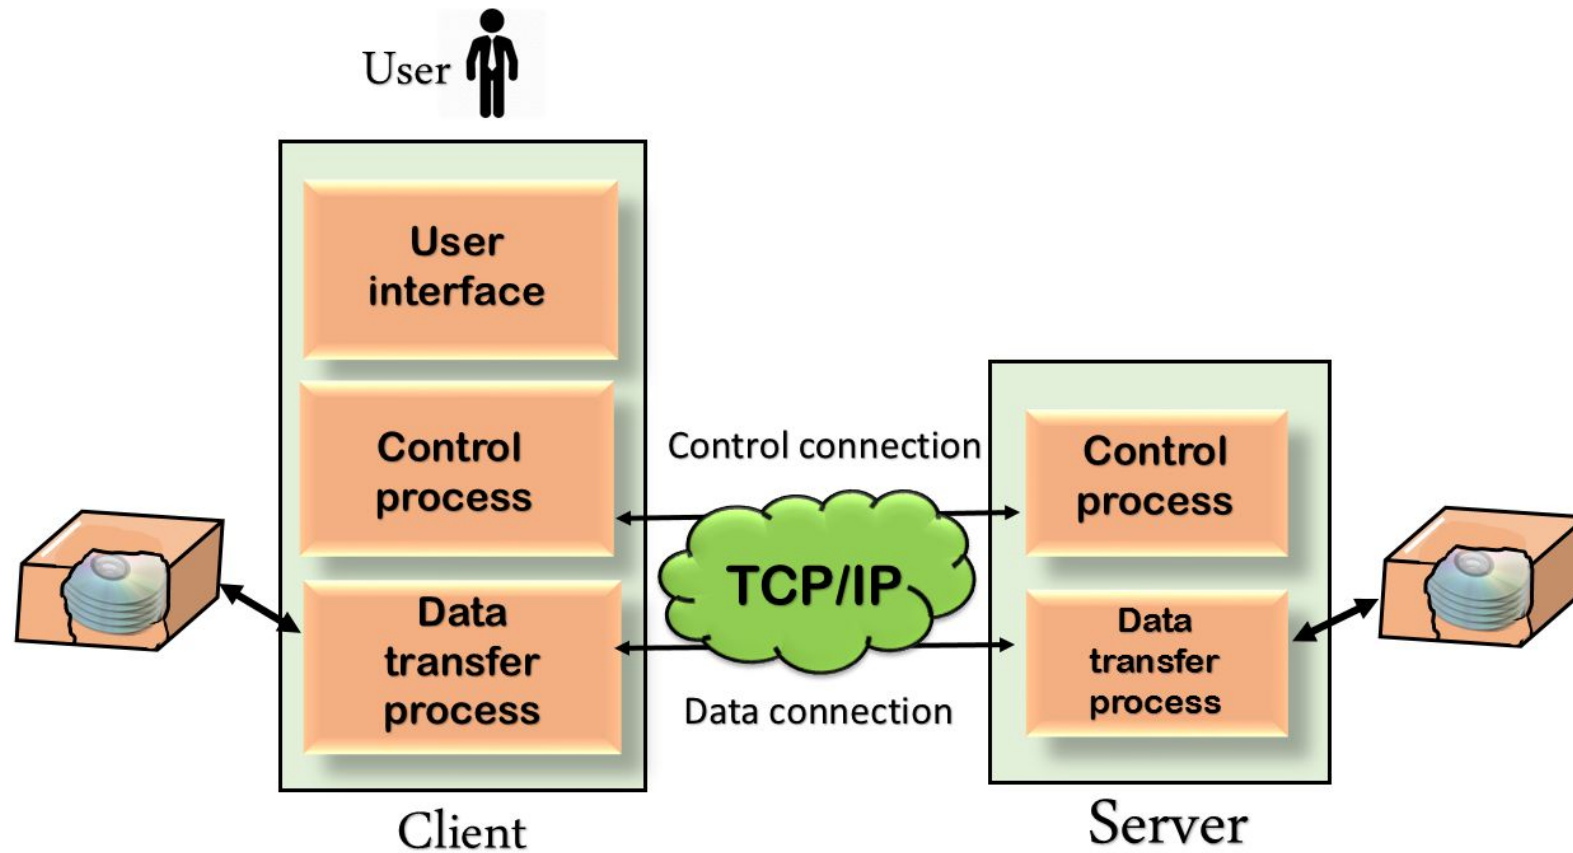 User
User
interface
Control
process
Control connection
Control
process
TCP/IP
Data
transfer
process
Data
transfer
process
Data connection
Client
Server